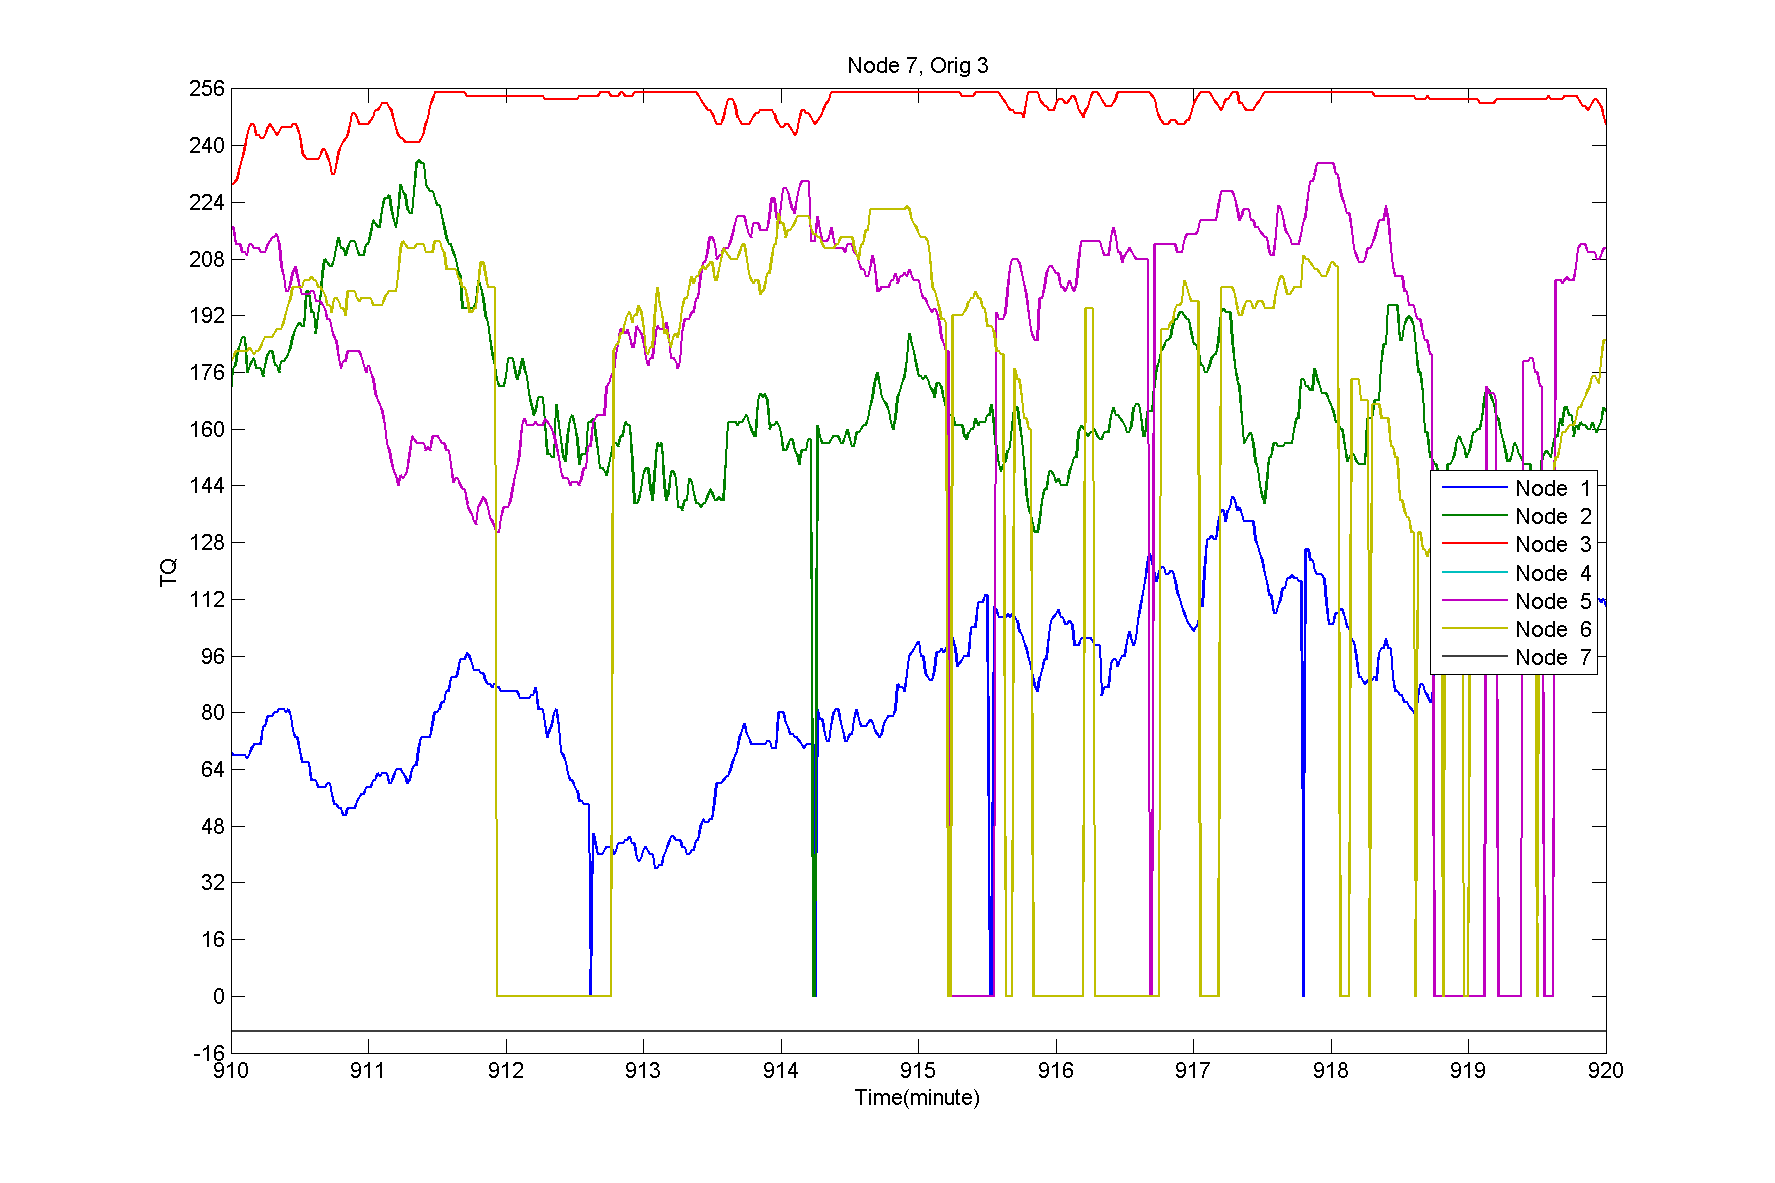 Node 7, Orig 3
256
240
224
208
192
176
160
144
128
112
96
80
64
48
32
16
0
-16
TQ
Node 1
Node 2
Node 3
Node 4
Node 5
Node 6
Node 7
910 911 912 913 914 915 916 917 918 919 920
Time(minute)